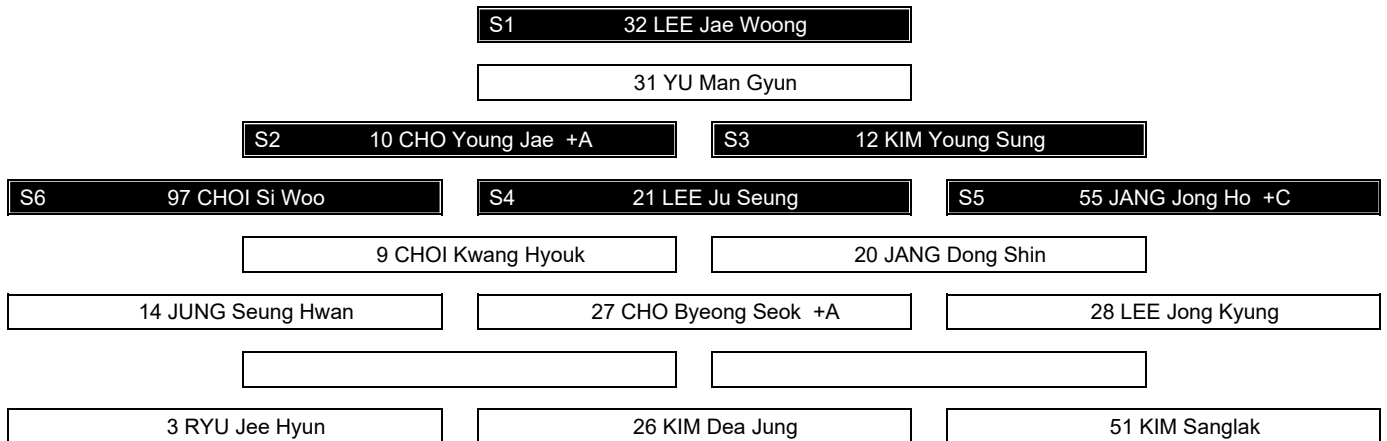 S1 32 LEE Jae Woong
31 YU Man Gyun
S2 10 CHO Young Jae +A S3 12 KIM Young Sung
S6 97 CHOI Si Woo S4 21 LEE Ju Seung S5 55 JANG Jong Ho +C
9 CHOI Kwang Hyouk 20 JANG Dong Shin
14 JUNG Seung Hwan 27 CHO Byeong Seok +A 28 LEE Jong Kyung
3 RYU Jee Hyun 26 KIM Dea Jung 51 KIM Sanglak